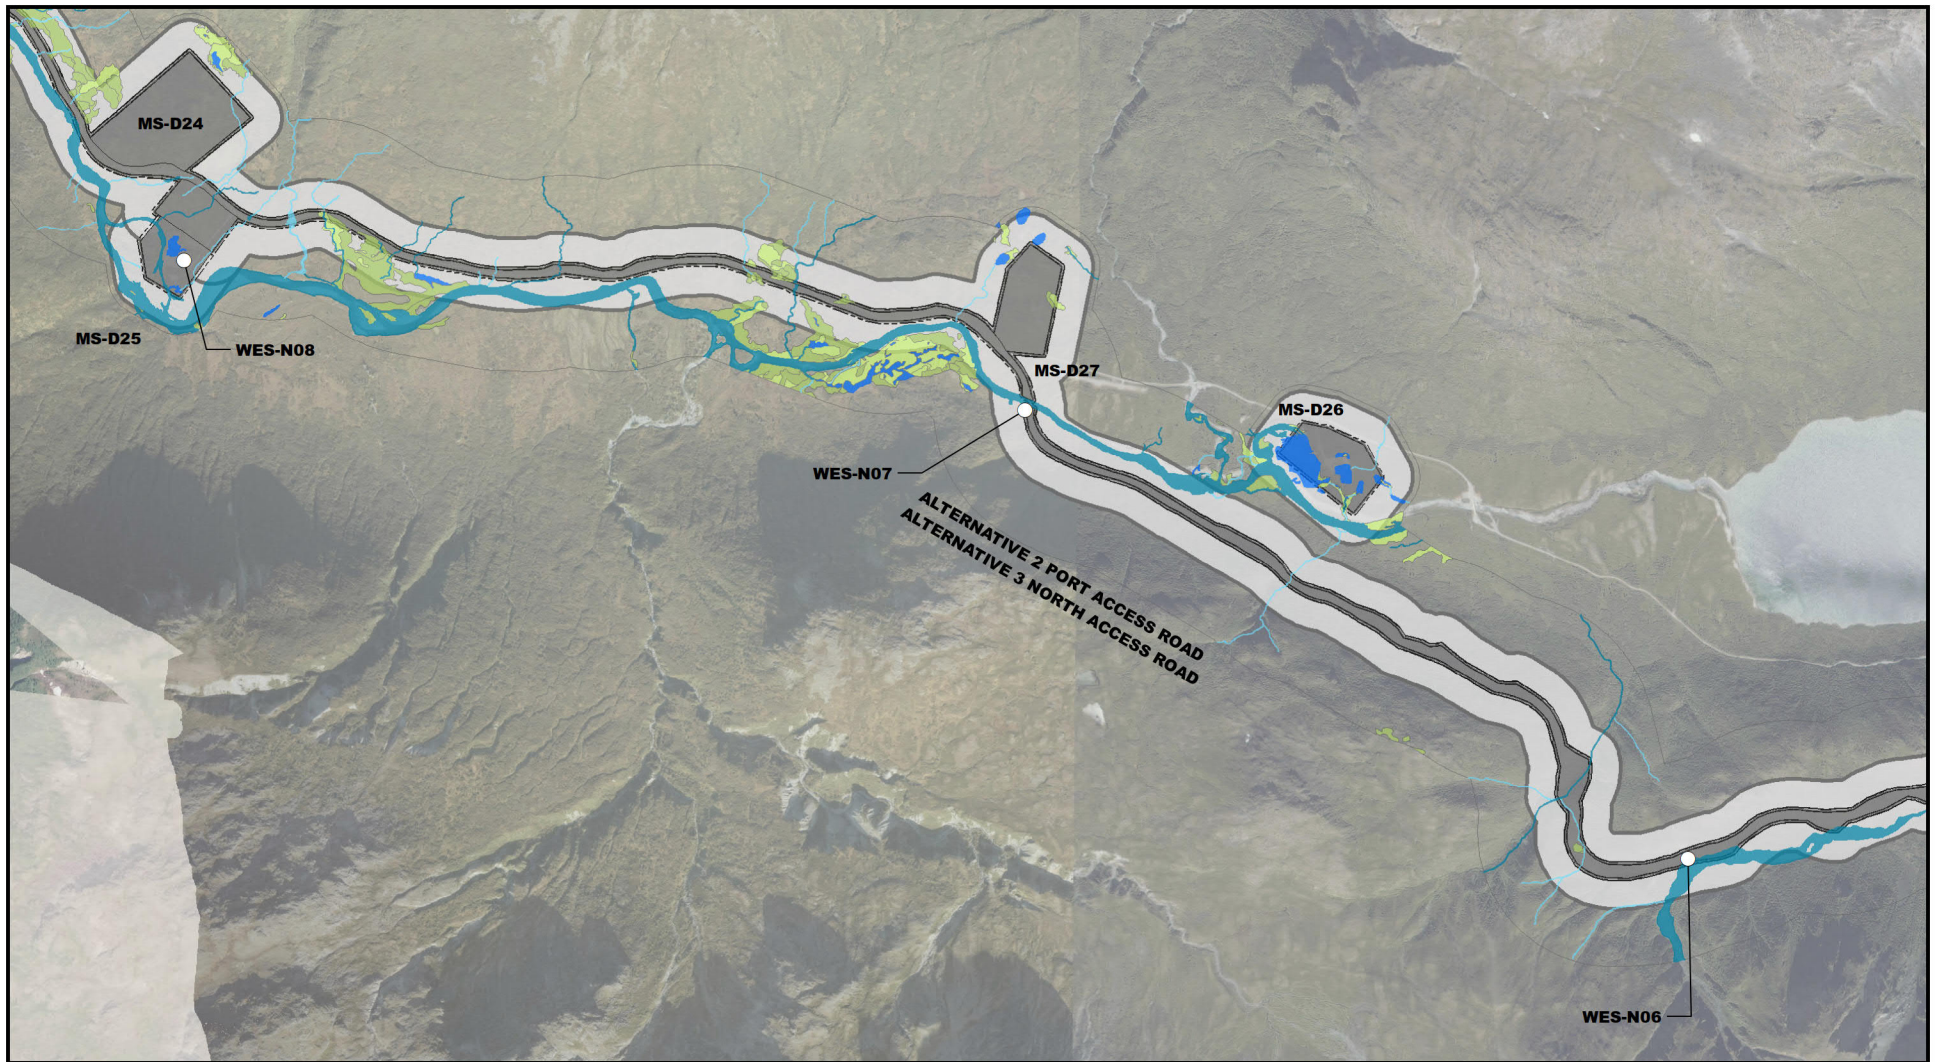 MS-D24
MS-D25
WES-N08
MS-D27
MS-D26
WES-N07
ALTERNATIVE 2 PORT ACCESS ROAD
ALTERNATIVE 3 NORTH ACCESS ROAD
WES-N06